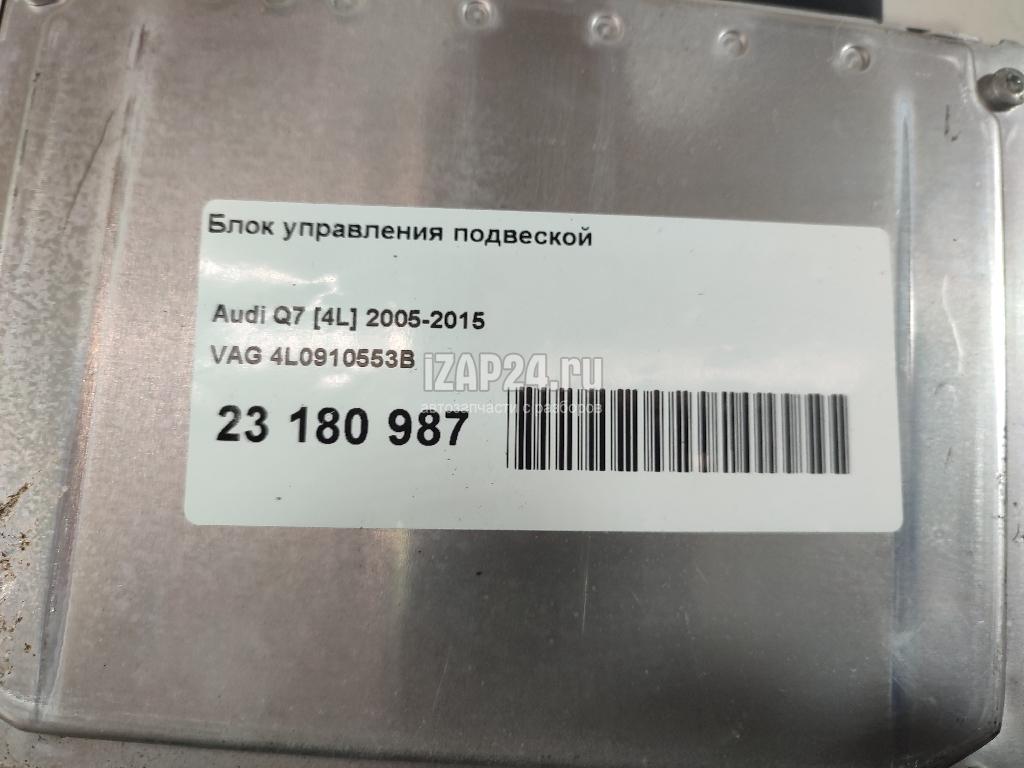 Блок управления подвеской
Audi Q7 [4L] 2005-2015
VAG 4L0910553B
iZAP24.ru
автозапчасти с разборов
23 180 987